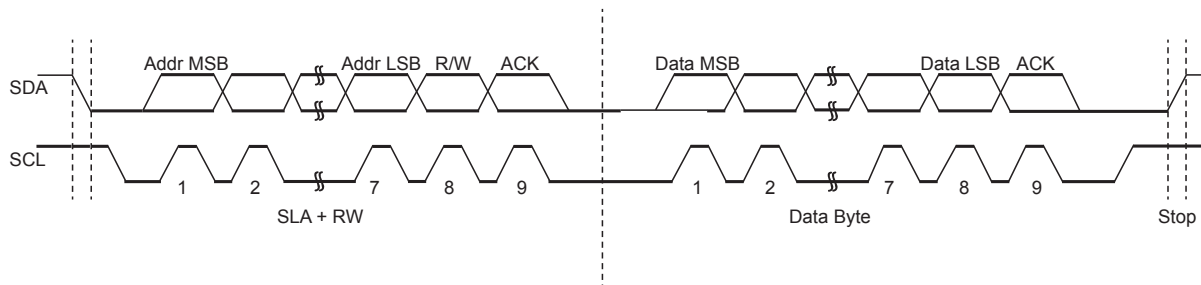 Addr MSB Addr LSB R/W ACK Data MSB Data LSB ACK
SDA
SCL
1 2 7 8 9 1 2 7 8 9
SLA + RW Data Byte Stop